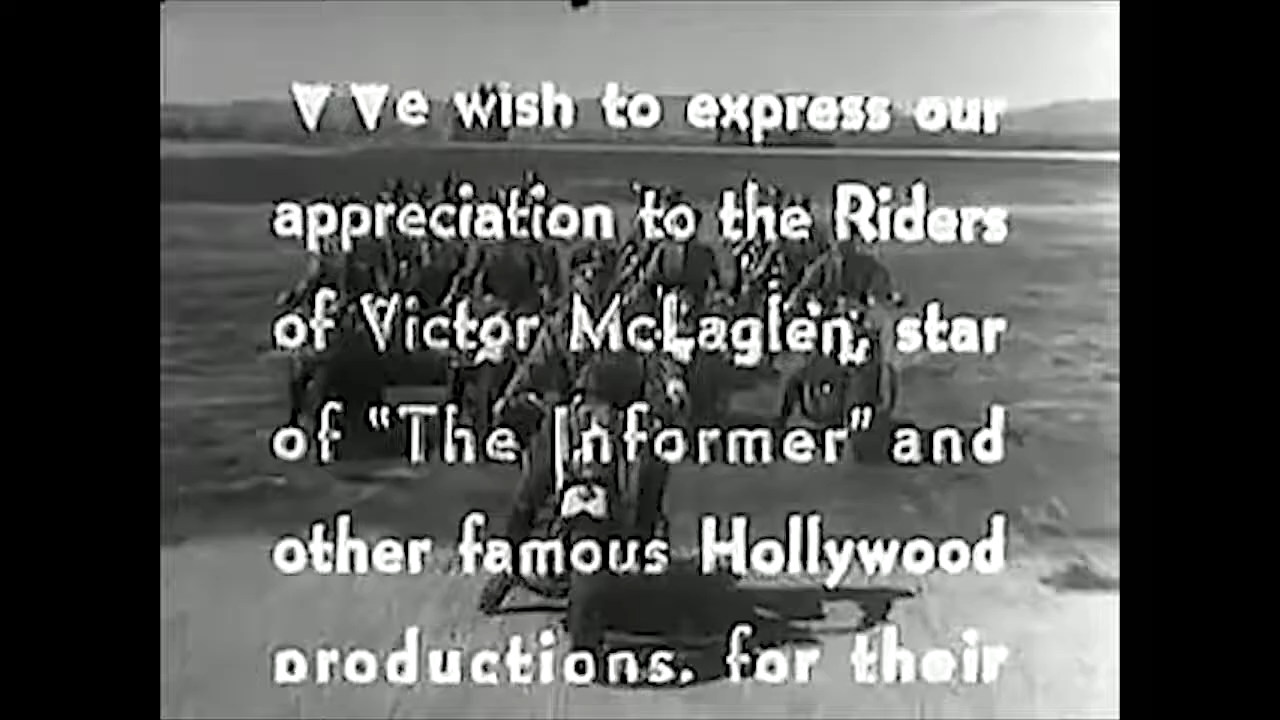 We wish to express our
appreciation to the Riders
of Victor McLaglen, star
of "The Informer" and
other famous Hollywood
productions, for their